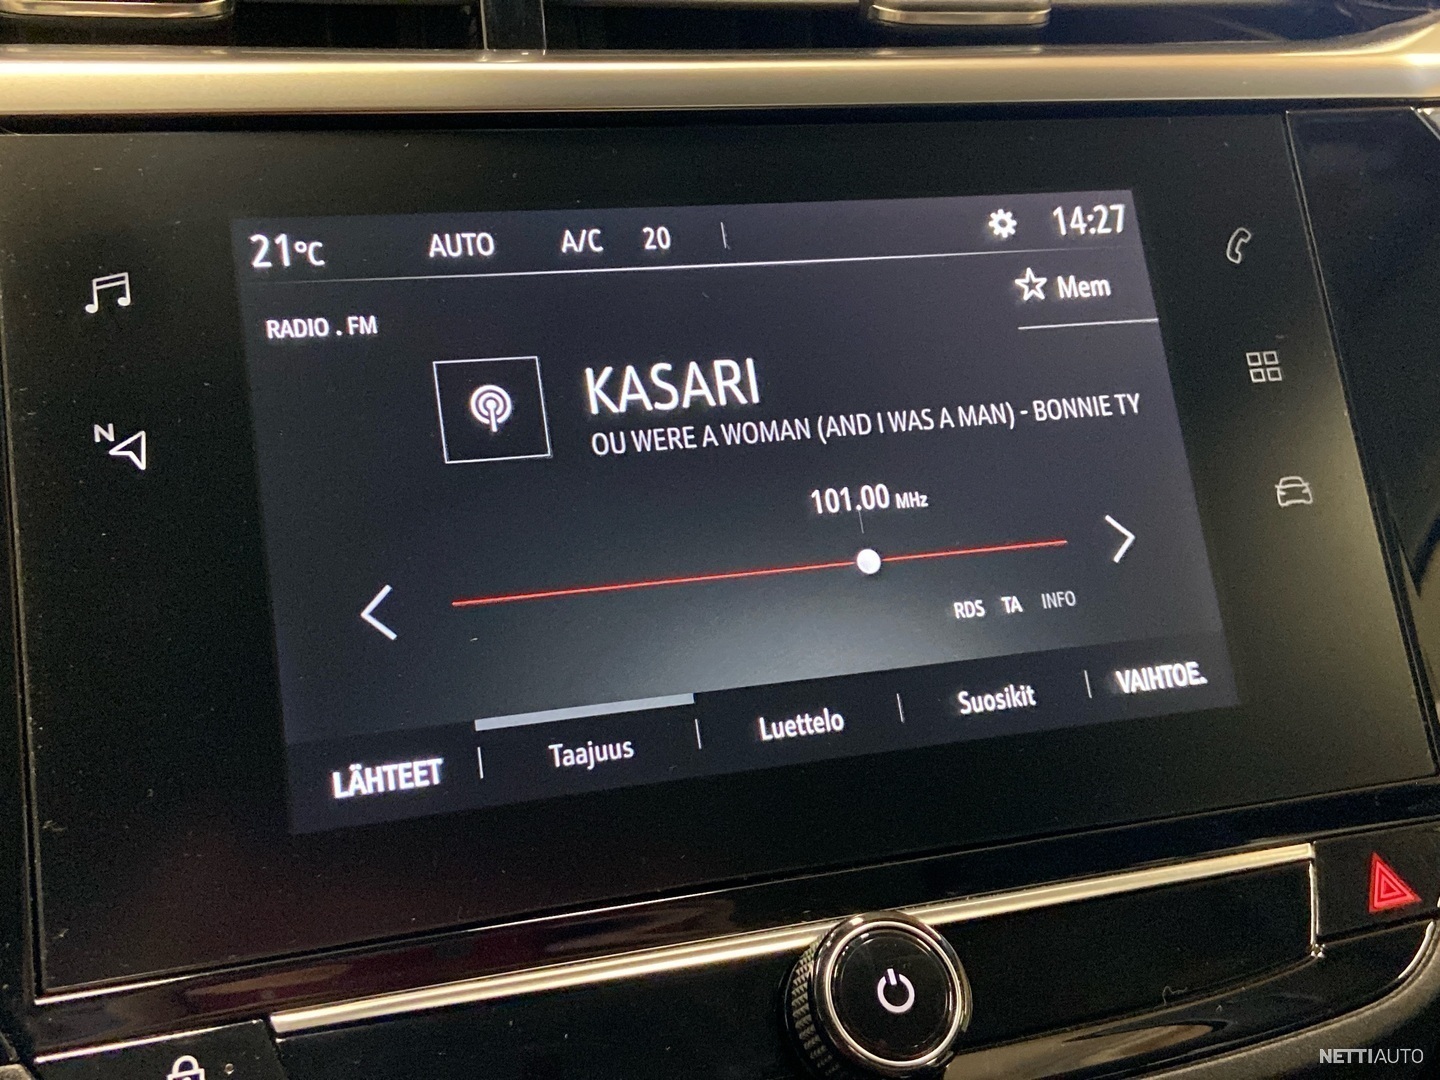 21°C AUTO A/C 20 14:27
Mem
RADIO . FM
KASARI
OU WERE A WOMAN (AND I WAS A MAN) - BONNIE TY
101.00 MHz
N
RDS TA INFO
LÄHTEET Taajuus Luettelo Suosikit VAIHTOE.
NETTIAUTO